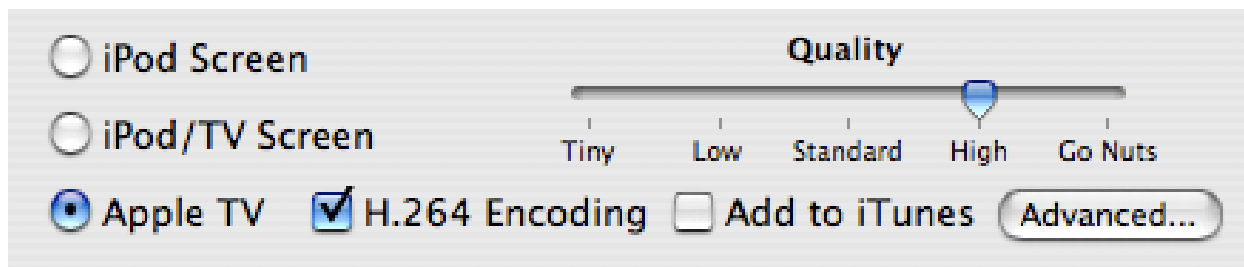 iPod Screen
Quality
iPod/TV Screen
Tiny Low Standard High Go Nuts
Apple TV H.264 Encoding Add to iTunes Advanced...